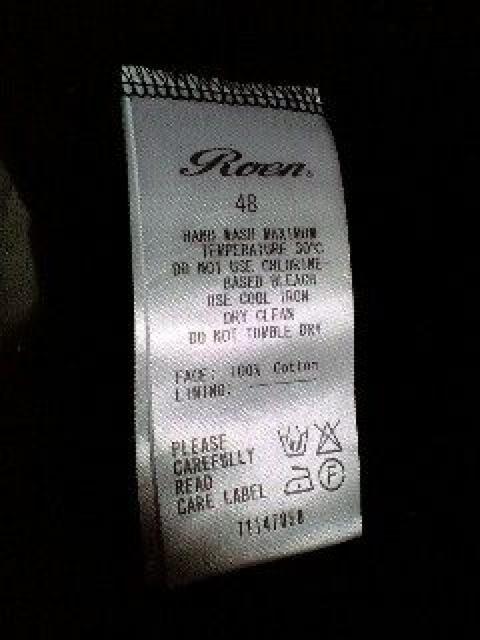 Roen.
48
HAND WASH MAXIMUM
TEMPERATURE 30°C
DO NOT USE CHLORINE-
BASED BLEACH
USE COOL IRON
DRY CLEAN
DO NOT TUMBLE DRY
FACE: 100% Cotton
LINING:
PLEASE
CAREFULLY
READ
CARE LABEL
F